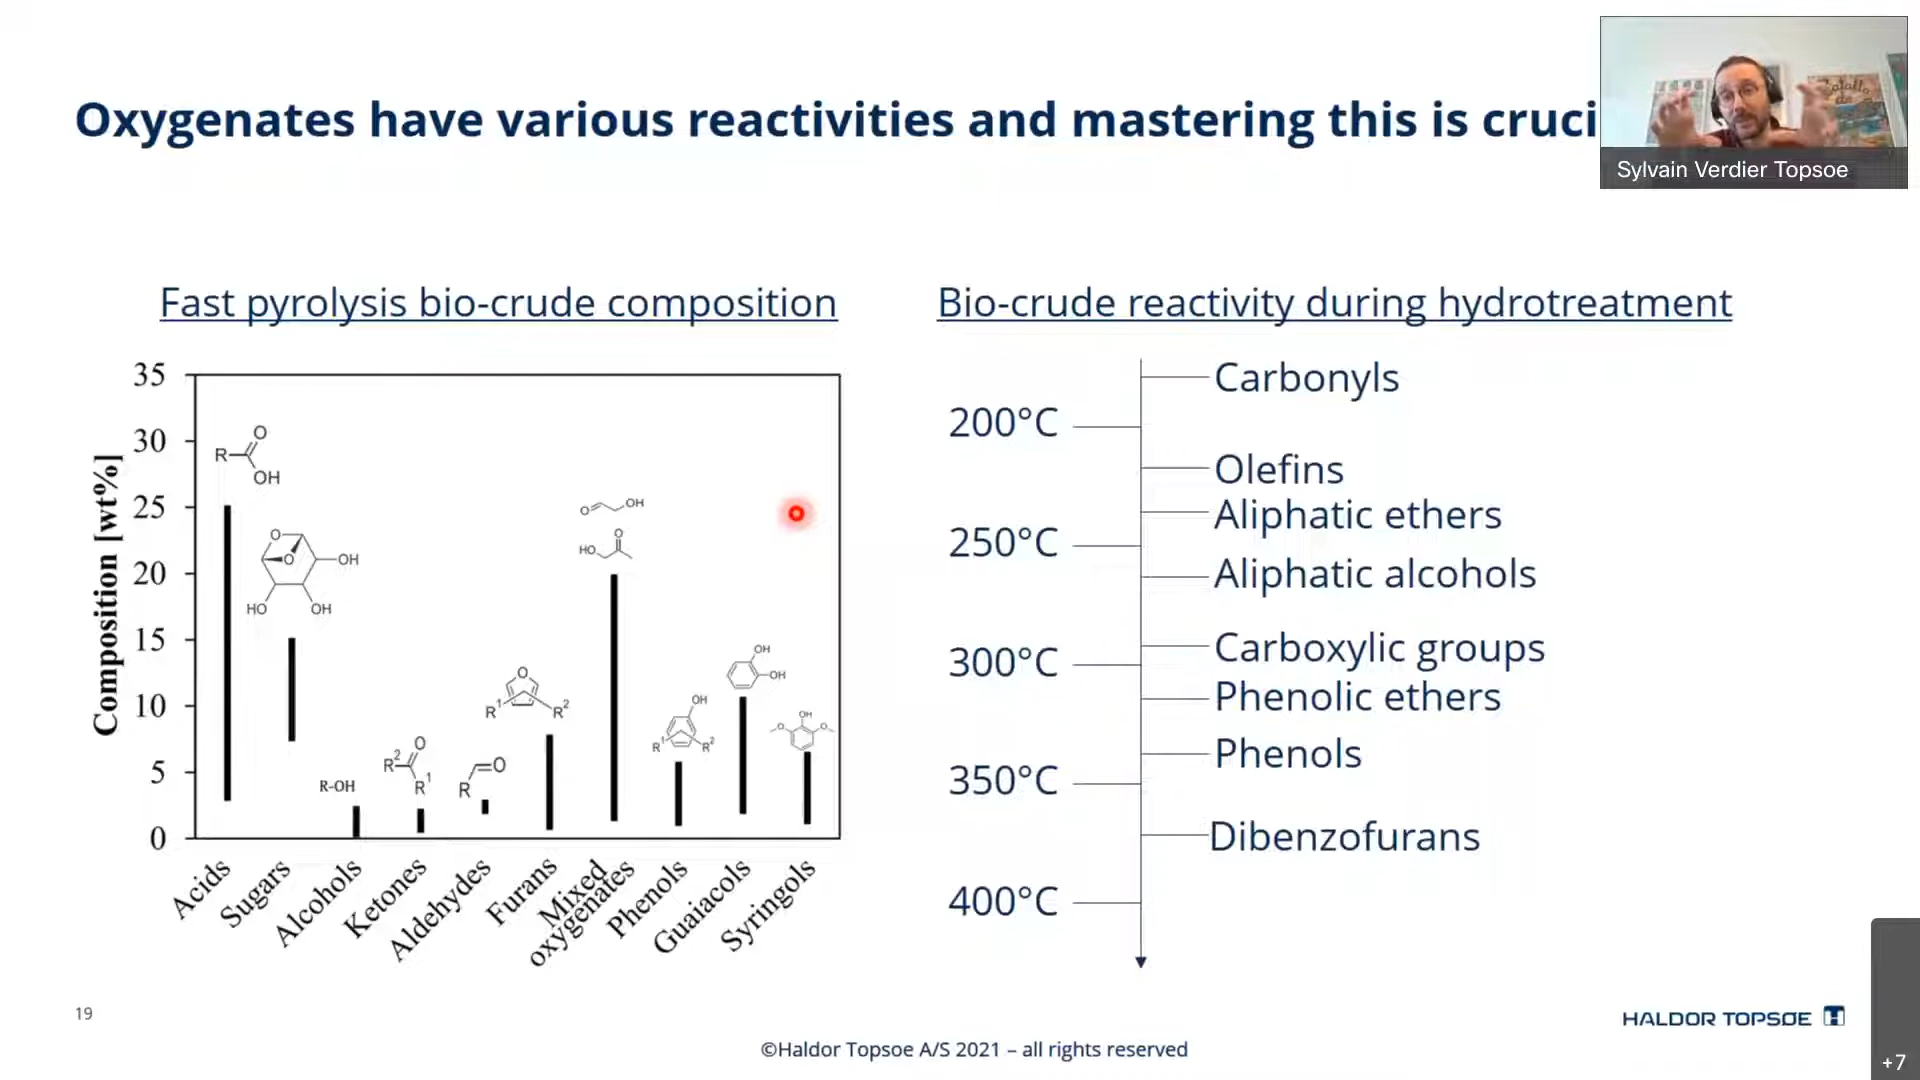 Oxygenates have various reactivities and mastering this is cruci
Sylvain Verdier Topsoe
Fast pyrolysis bio-crude composition
Composition [wt%]
35
30
25
20
15
10
5
0
R
O
OH
O
O
OH
HO
OH
R-OH
R2
O
R1
O
R
O
R1
R2
O
OH
O
HO
OH
R1
R2
OH
OH
OH
O
O
Acids
Sugars
Alcohols
Ketones
Aldehydes
Furans
Mixed
oxygenates
Phenols
Guaiacols
Syringols
Bio-crude reactivity during hydrotreatment
Carbonyls
200°C
Olefins
Aliphatic ethers
250°C
Aliphatic alcohols
Carboxylic groups
300°C
Phenolic ethers
Phenols
350°C
Dibenzofurans
400°C
19
HALDOR TOPSØE
©Haldor Topsoe A/S 2021 – all rights reserved
+7